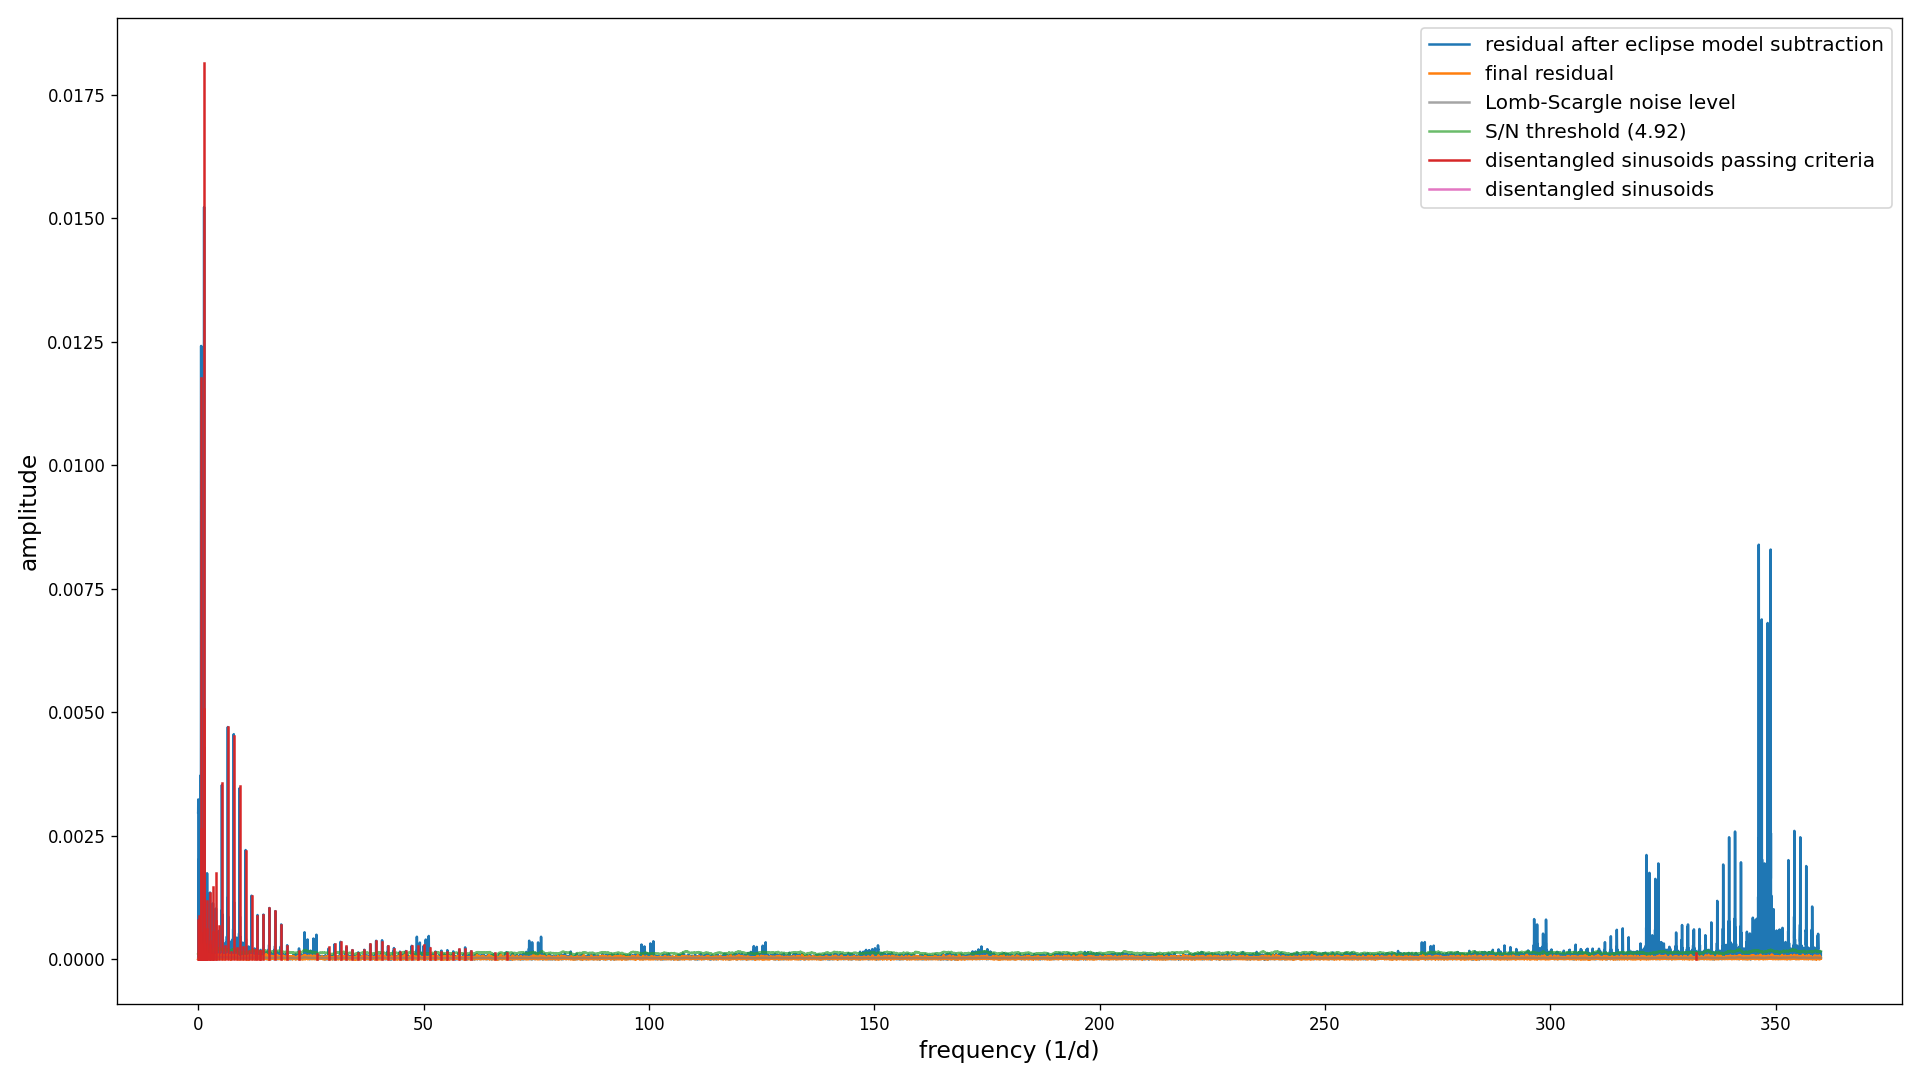 residual after eclipse model subtraction
final residual
Lomb-Scargle noise level
S/N threshold (4.92)
disentangled sinusoids passing criteria
disentangled sinusoids
0.0175
0.0150
0.0125
0.0100
0.0075
0.0050
0.0025
0.0000
amplitude
0 50 100 150 200 250 300 350
frequency (1/d)